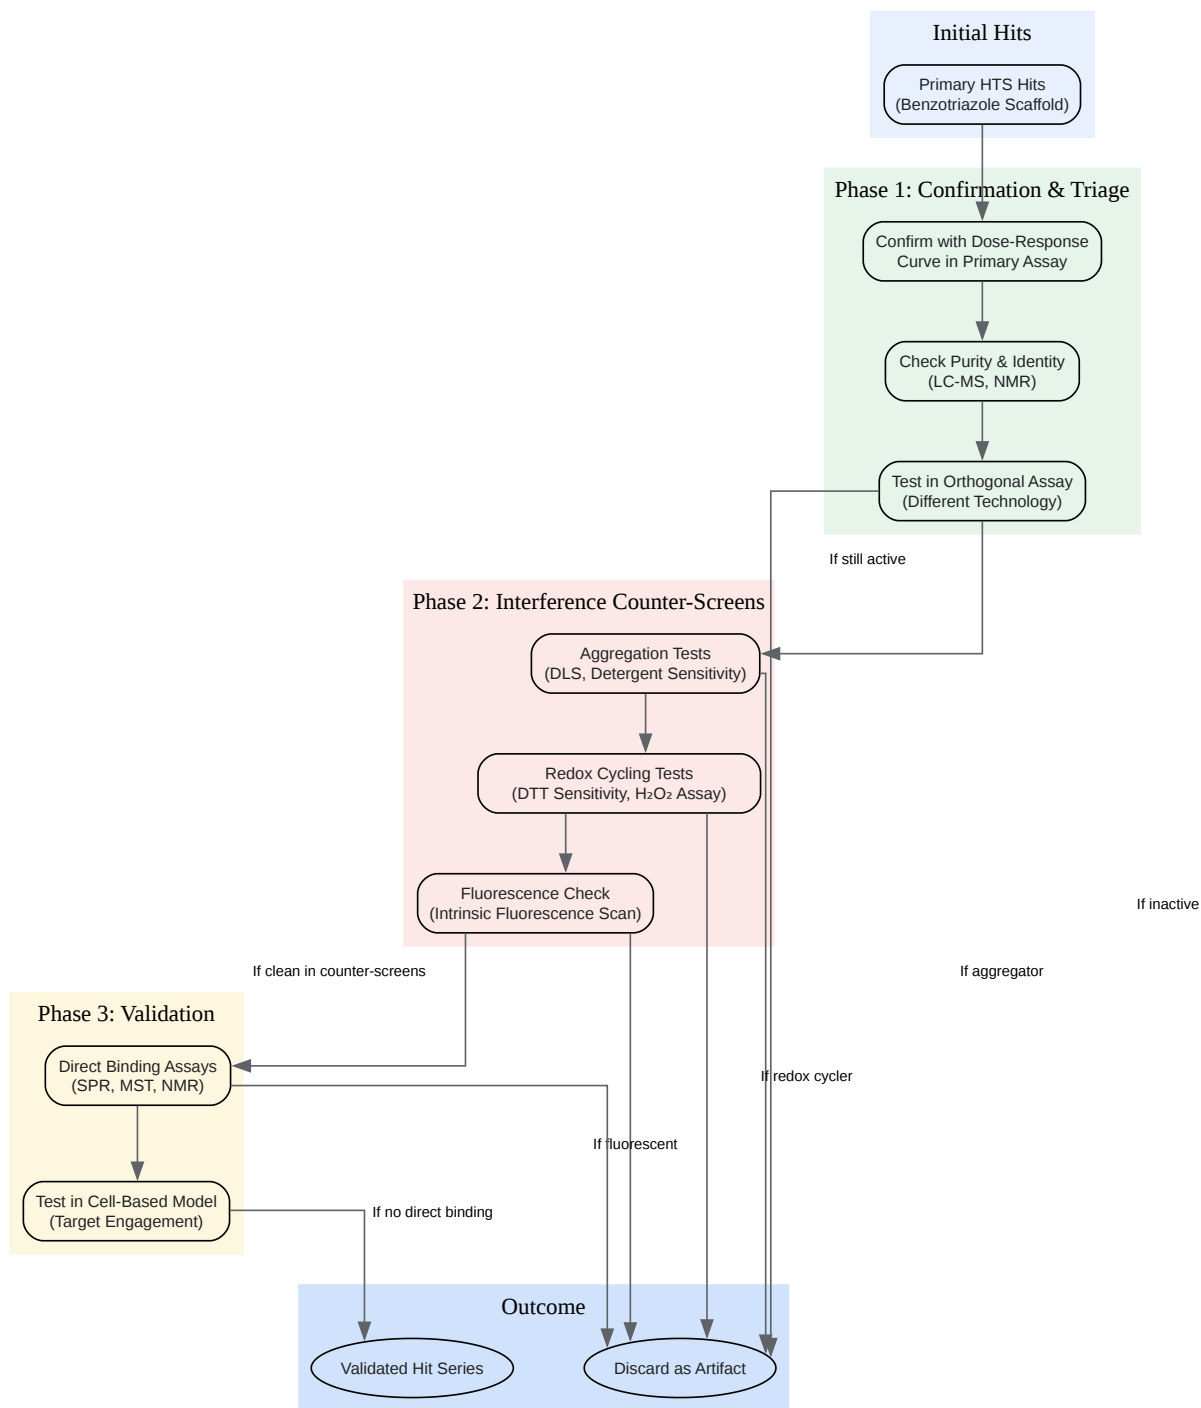 Initial Hits
Primary HTS Hits
(Benzotriazole Scaffold)
Phase 1: Confirmation & Triage
Confirm with Dose-Response
Curve in Primary Assay
Check Purity & Identity
(LC-MS, NMR)
Test in Orthogonal Assay
(Different Technology)
If still active
Phase 2: Interference Counter-Screens
Aggregation Tests
(DLS, Detergent Sensitivity)
Redox Cycling Tests
(DTT Sensitivity, H₂O₂ Assay)
Fluorescence Check
(Intrinsic Fluorescence Scan)
If inactive
If clean in counter-screens
If aggregator
Phase 3: Validation
Direct Binding Assays
(SPR, MST, NMR)
If redox cycler
If fluorescent
Test in Cell-Based Model
(Target Engagement)
If no direct binding
Outcome
Validated Hit Series
Discard as Artifact